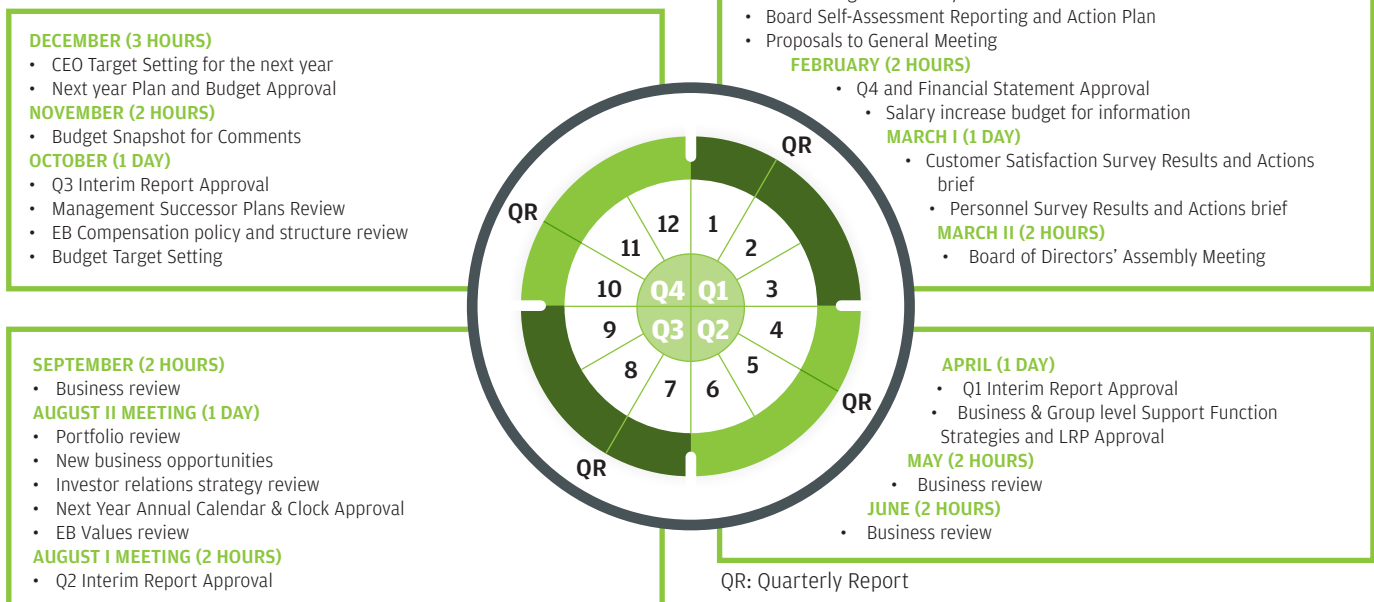 DECEMBER (3 HOURS)
• CEO Target Setting for the next year
• Next year Plan and Budget Approval
NOVEMBER (2 HOURS)
• Budget Snapshot for Comments
OCTOBER (1 DAY)
• Q3 Interim Report Approval
• Management Successor Plans Review
• EB Compensation policy and structure review
• Budget Target Setting
• Board Self-Assessment Reporting and Action Plan
• Proposals to General Meeting
FEBRUARY (2 HOURS)
• Q4 and Financial Statement Approval
• Salary increase budget for information
MARCH I (1 DAY)
• Customer Satisfaction Survey Results and Actions
brief
• Personnel Survey Results and Actions brief
MARCH II (2 HOURS)
• Board of Directors’ Assembly Meeting
QR
QR
12 1
11 2
10 Q4 Q1 3
9 Q3 Q2 4
8 5
7 6
QR
QR
SEPTEMBER (2 HOURS)
• Business review
AUGUST II MEETING (1 DAY)
• Portfolio review
• New business opportunities
• Investor relations strategy review
• Next Year Annual Calendar & Clock Approval
• EB Values review
AUGUST I MEETING (2 HOURS)
• Q2 Interim Report Approval
APRIL (1 DAY)
• Q1 Interim Report Approval
• Business & Group level Support Function
Strategies and LRP Approval
MAY (2 HOURS)
• Business review
JUNE (2 HOURS)
• Business review
QR: Quarterly Report